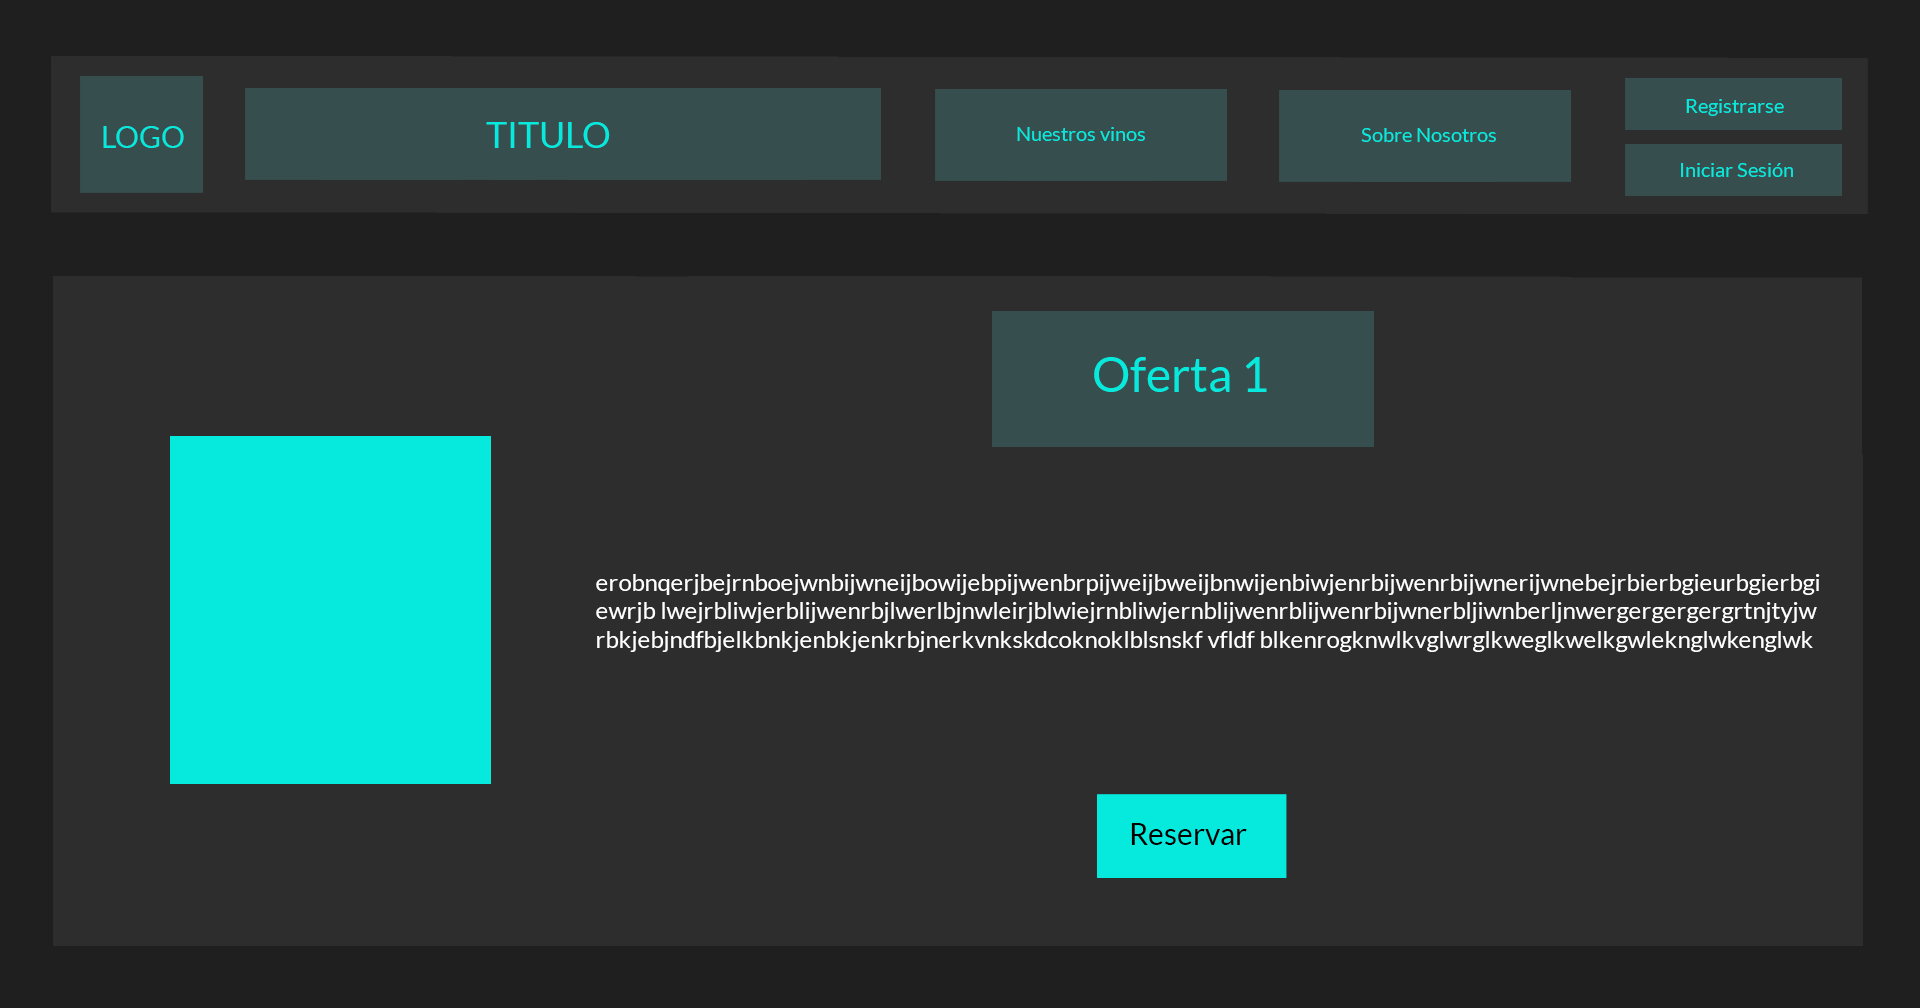 LOGO
TITULO
Nuestros vinos
Sobre Nosotros
Registrarse
Iniciar Sesión
Oferta 1
erobnqerjbejrnboejwnbijwneijbowijebpijwenbrpijweijbweijbnwijenbiwjenrbijwenrbijwnerijwnebejrbierbgieurbgierbgi
ewrjb lwejrbliwjerblijwenrbjlwerlbjnwleirjblwiejrnbliwjernblijwenrblijwenrbijwnerbljiwnberljnwergergergergrtnjtyjw
rbkjebjndfbjelkbnkjenbkjenkrbjnerkvnkskdcoknoklblsnskf vfldf blkenrogknwlkvglwrglkweglkwelkgwleknglwkenglwk
Reservar